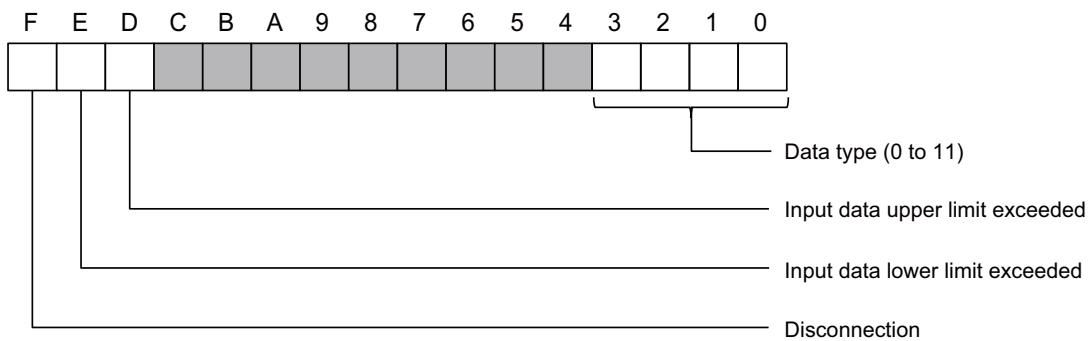 F E D C B A 9 8 7 6 5 4 3 2 1 0
Data type (0 to 11)
Input data upper limit exceeded
Input data lower limit exceeded
Disconnection